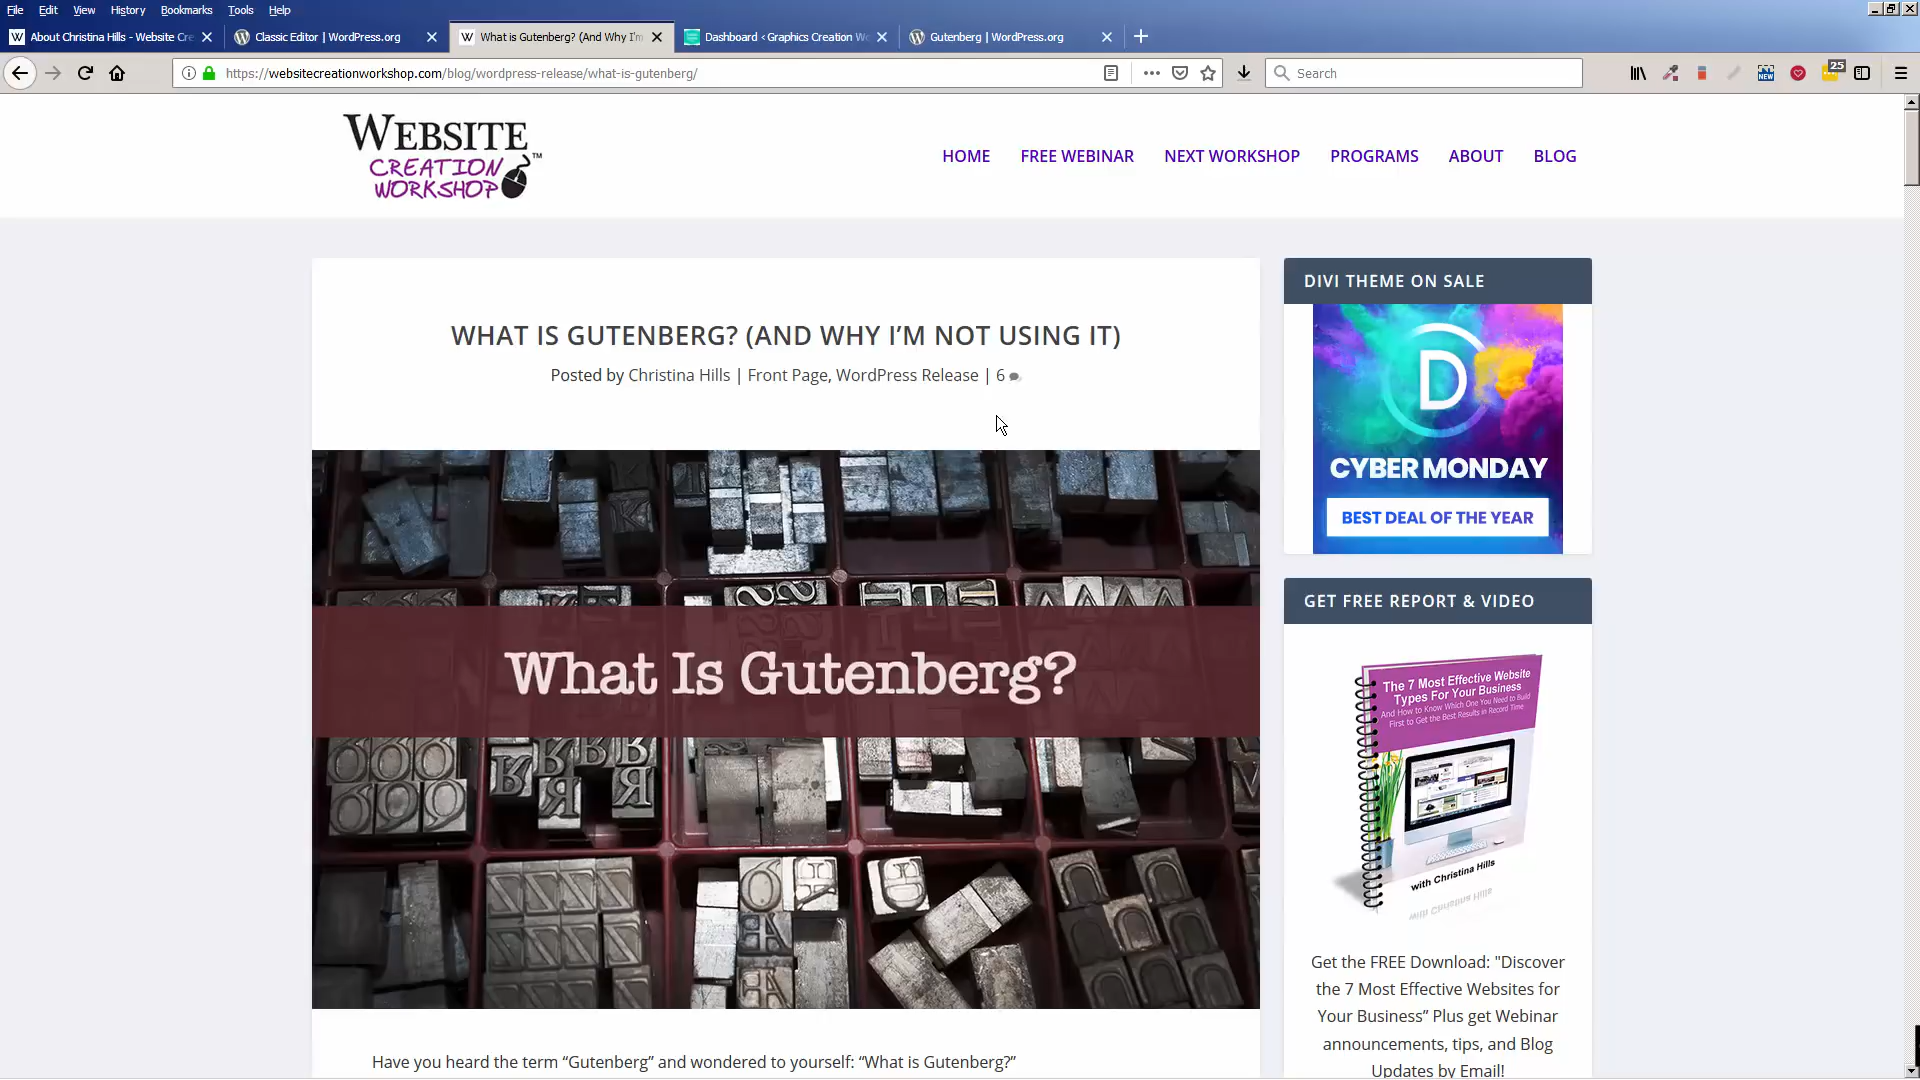 File Edit View History Bookmarks Tools Help
About Christina Hills - Website Cre
Classic Editor | WordPress.org
What is Gutenberg? (And Why I'm
Dashboard < Graphics Creation W
Gutenberg | WordPress.org
https://websitecreationworkshop.com/blog/wordpress-release/what-is-gutenberg/
Search
NEW
25
WEBSITE
CREATION
WORKSHOP
TM
HOME FREE WEBINAR NEXT WORKSHOP PROGRAMS ABOUT BLOG
WHAT IS GUTENBERG? (AND WHY I’M NOT USING IT)
Posted by Christina Hills | Front Page, WordPress Release | 6
What Is Gutenberg?
Have you heard the term “Gutenberg” and wondered to yourself: “What is Gutenberg?”
DIVI THEME ON SALE
D
CYBER MONDAY
BEST DEAL OF THE YEAR
GET FREE REPORT & VIDEO
The 7 Most Effective Website
Types For Your Business
And How to Know Which One You Need to Build
First to Get the Best Results in Record Time
with Christina Hills
Get the FREE Download: "Discover
the 7 Most Effective Websites for
Your Business” Plus get Webinar
announcements, tips, and Blog
Updates by Email!